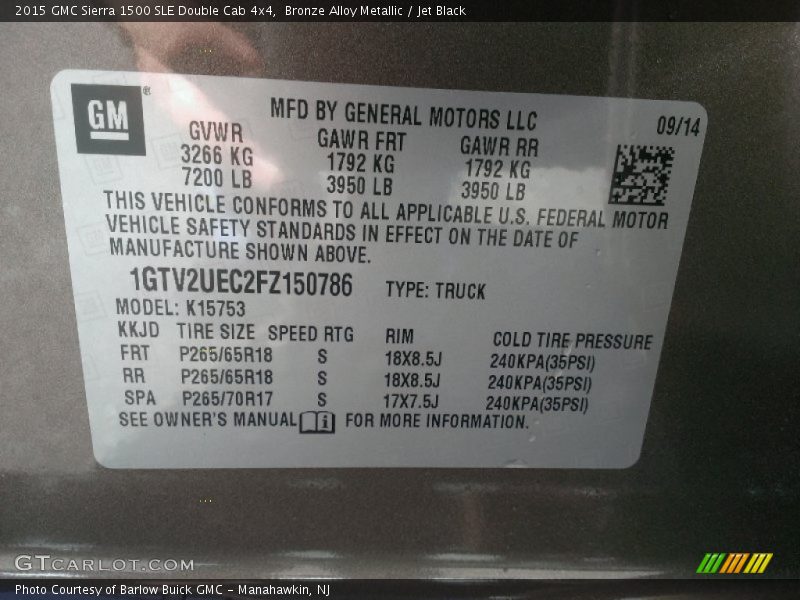 2015 GMC Sierra 1500 SLE Double Cab 4x4, Bronze Alloy Metallic / Jet Black
GM®
MFD BY GENERAL MOTORS LLC
09/14
GVWR GAWR FRT GAWR RR
3266 KG 1792 KG 1792 KG
7200 LB 3950 LB 3950 LB
THIS VEHICLE CONFORMS TO ALL APPLICABLE U.S. FEDERAL MOTOR
VEHICLE SAFETY STANDARDS IN EFFECT ON THE DATE OF
MANUFACTURE SHOWN ABOVE.
1GTV2UEC2FZ150786 TYPE: TRUCK
MODEL: K15753
KKJD TIRE SIZE SPEED RTG RIM COLD TIRE PRESSURE
FRT P265/65R18 S 18X8.5J 240KPA(35PSI)
RR P265/65R18 S 18X8.5J 240KPA(35PSI)
SPA P265/70R17 S 17X7.5J 240KPA(35PSI)
SEE OWNER'S MANUAL i FOR MORE INFORMATION.
GTCARLOT.COM
Photo Courtesy of Barlow Buick GMC – Manahawkin, NJ